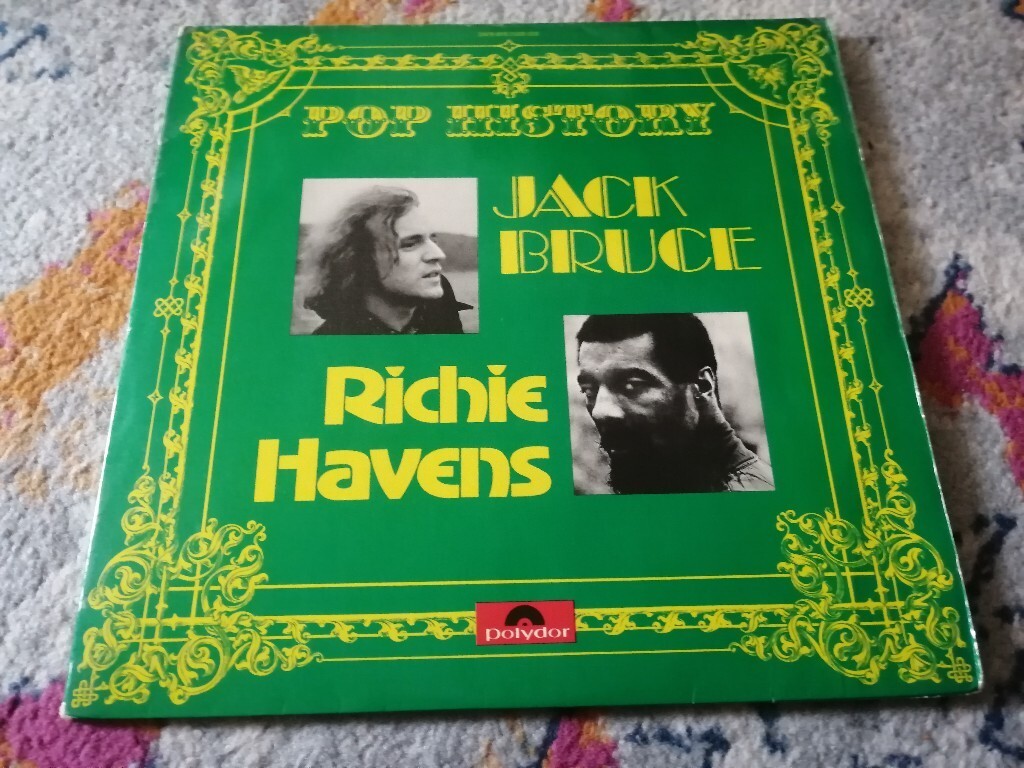 POP HISTORY
JACK
BRUCE
Richie
Havens
polydor